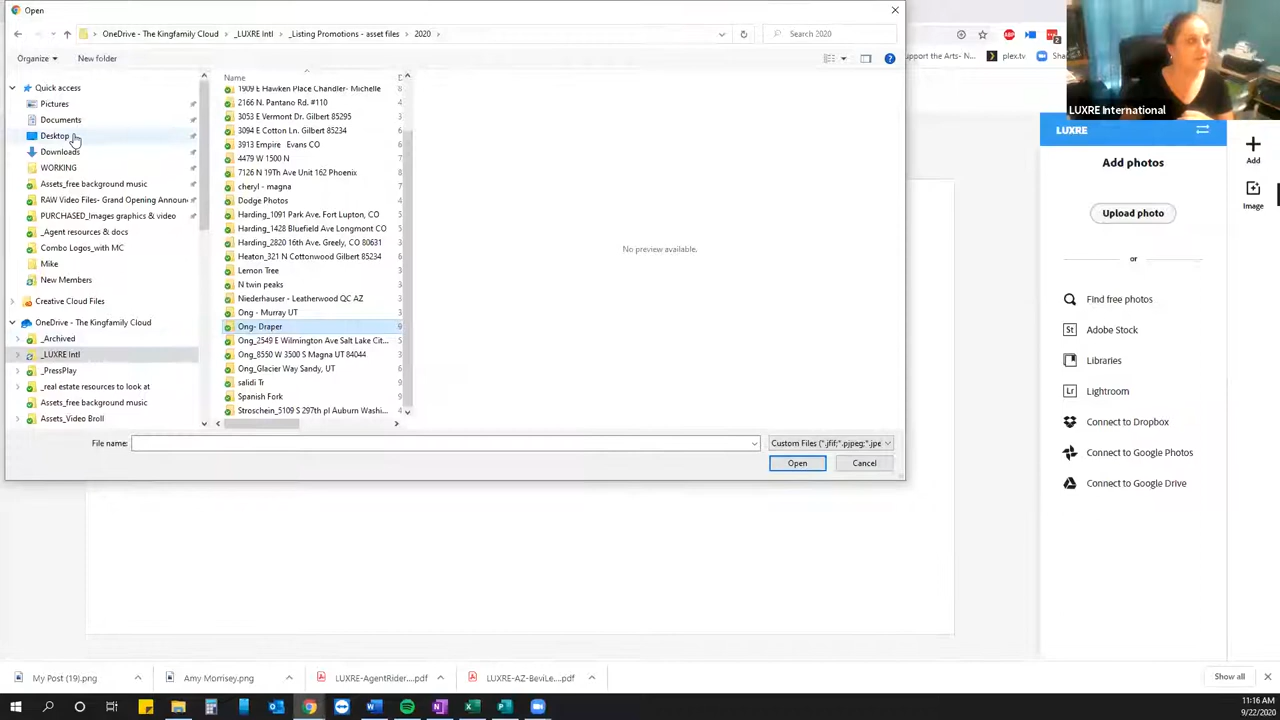 Open
OneDrive - The Kingfamily Cloud > _LUXRE Intl > _Listing Promotions - asset files > 2020 >
Search 2020
Organize
New folder
Quick access
Pictures
Documents
Desktop
Downloads
WORKING
Assets_free background music
RAW Video Files- Grand Opening Announ
PURCHASED_Images graphics & video
_Agent resources & docs
Combo Logos_with MC
Mike
New Members
Creative Cloud Files
OneDrive - The Kingfamily Cloud
_Archived
_LUXRE Intl
_PressPlay
_real estate resources to look at
Assets_free background music
Assets_Video Broll
Name
D
1909 E Hawken Place Chandler- Michelle
2166 N. Pantano Rd. #110
3053 E Vermont Dr. Gilbert 85295
3094 E Cotton Ln. Gilbert 85234
3913 Empire Evans CO
4479 W 1500 N
7126 N 19th Ave Unit 162 Phoenix
cheryl - magna
Dodge Photos
Harding_1091 Park Ave. Fort Lupton, CO
Harding_1428 Bluefield Ave Longmont CO
Harding_2820 16th Ave. Greely, CO 80631
Heaton_321 N Cottonwood Gilbert 85234
Lemon Tree
N twin peaks
Niederhauser - Leatherwood QC AZ
Ong - Murray UT
Ong- Draper
Ong_2549 E Wilmington Ave Salt Lake Cit...
Ong_8550 W 3500 S Magna UT 84044
Ong_Glacier Way Sandy, UT
salidi Tr
Spanish Fork
Stroschein_5109 S 297th pl Auburn Washi...
No preview available.
File name:
Custom Files (*.jfif;*.pjpeg;*.jpe
Open
Cancel
ABP
2
upport the Arts- N...
plex.tv
Sha
LUXRE International
LUXRE
Add photos
Upload photo
or
Find free photos
St Adobe Stock
Libraries
Lr Lightroom
Connect to Dropbox
Connect to Google Photos
Connect to Google Drive
Add
Image
My Post (19).png
Amy Morrisey.png
LUXRE-AgentRider....pdf
LUXRE-AZ-BeviLe....pdf
Show all
11:16 AM
9/22/2020